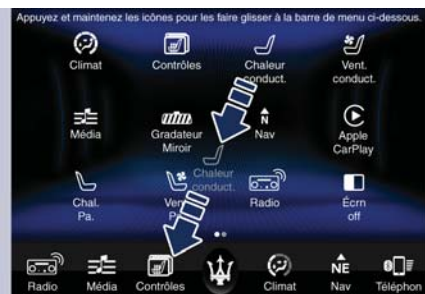 Appuyez et maintenez les icônes pour les faire glisser à la barre de menu ci-dessous.
Climat
Contrôles
Chaleur
conduct.
Vent.
conduct.
Média
Gradateur
Miroir
N
Nav
Apple
CarPlay
Chaleur
conduct.
Chal.
Pa.
Radio
Écrn
off
Radio
Média
Contrôles
Climat
NE
Nav
Téléphon